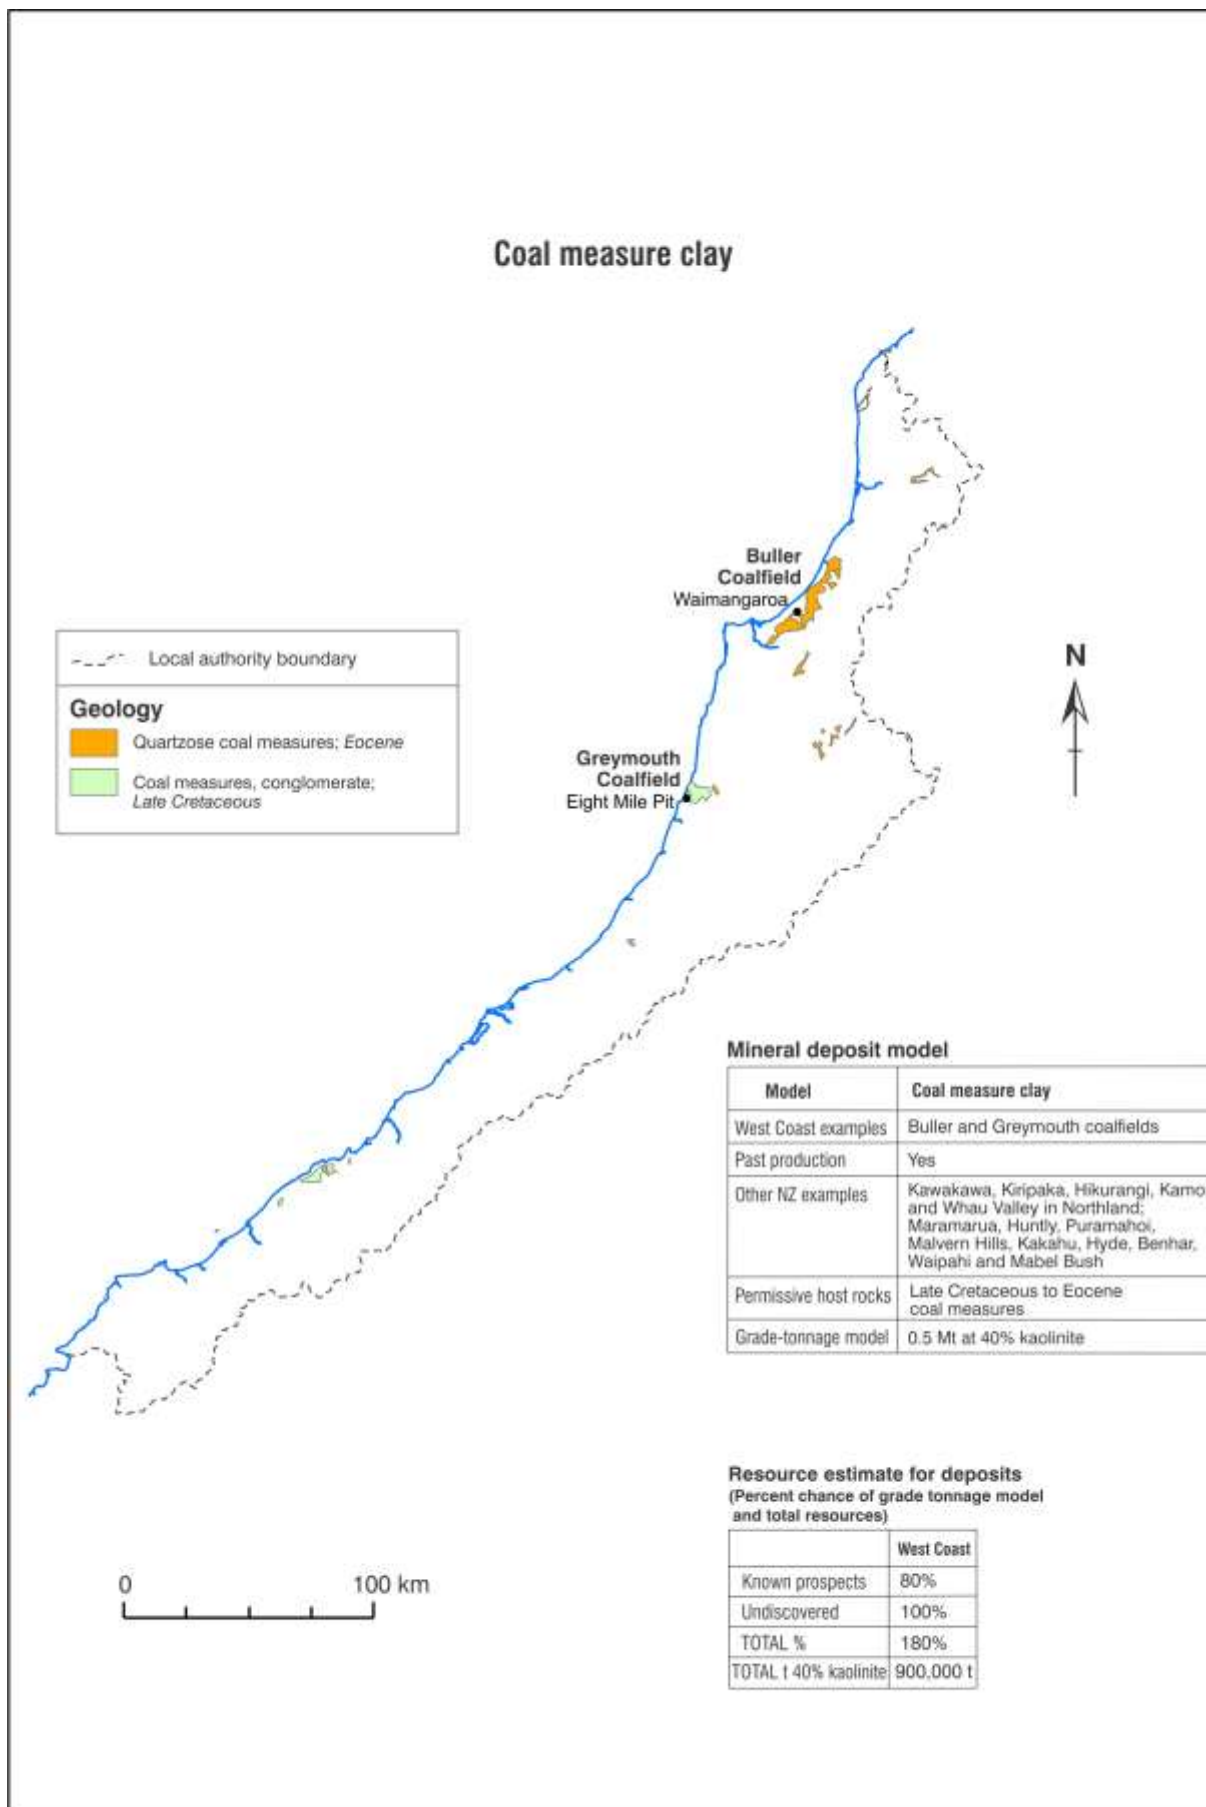 Coal measure clay
Buller
Coalfield
Waimangaroa
Local authority boundary
Geology
Quartzose coal measures; Eocene
Coal measures, conglomerate;
Late Cretaceous
N
Greymouth
Coalfield
Eight Mile Pit
Mineral deposit model
Model Coal measure clay
West Coast examples Buller and Greymouth coalfields
Past production Yes
Other NZ examples Kawakawa, Kiripaka, Hikurangi, Kamo
and Whau Valley in Northland;
Maramarua, Huntly, Puramahoi,
Malvern Hills, Kakahu, Hyde, Benhar,
Waipahi and Mabel Bush
Permissive host rocks Late Cretaceous to Eocene
coal measures
Grade-tonnage model 0.5 Mt at 40% kaolinite
Resource estimate for deposits
(Percent chance of grade tonnage model
and total resources)
West Coast
Known prospects 80%
Undiscovered 100%
TOTAL % 180%
TOTAL t 40% kaolinite 900,000 t
0 100 km